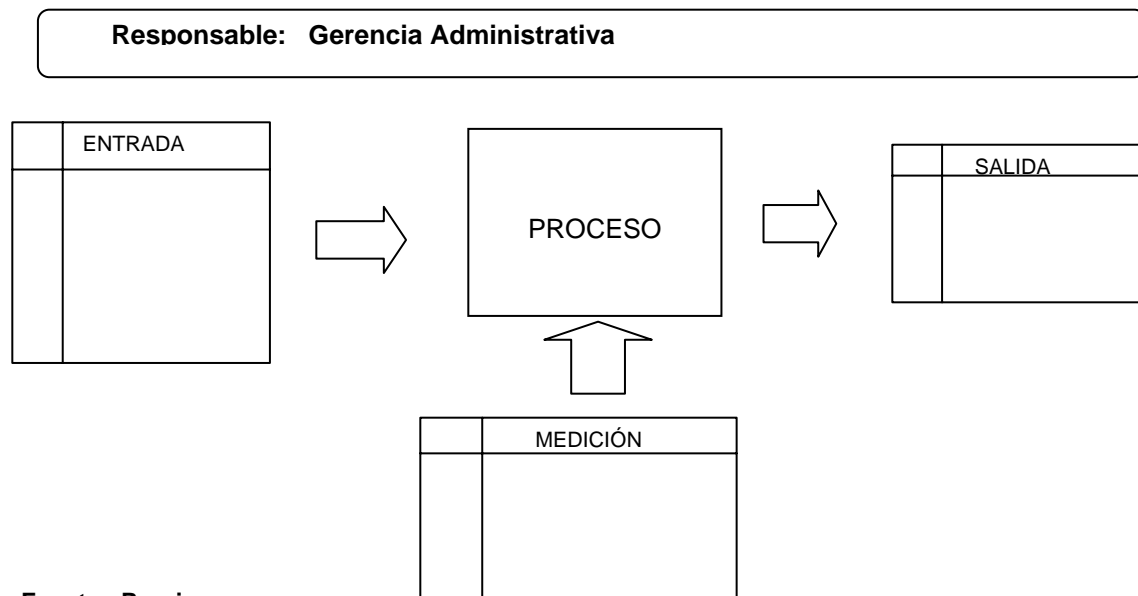 Responsable: Gerencia Administrativa
ENTRADA
PROCESO
SALIDA
MEDICIÓN